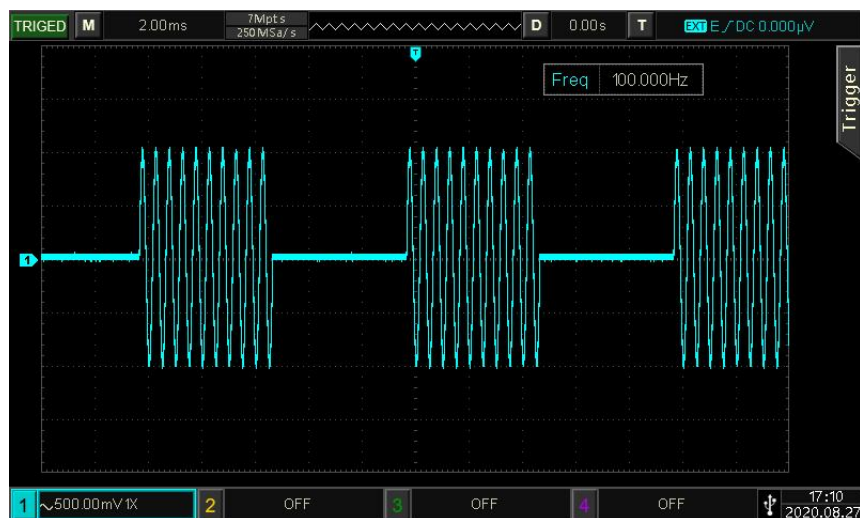 TRIGED M 2.00ms 7Mpts D 0.00s T EXT E DC 0.000µV
250MSa/s
T
Freq 100.000Hz
Trigger
1
1 500.00mV 1X 2 OFF 3 OFF 4 OFF 17:10
2020.08.27